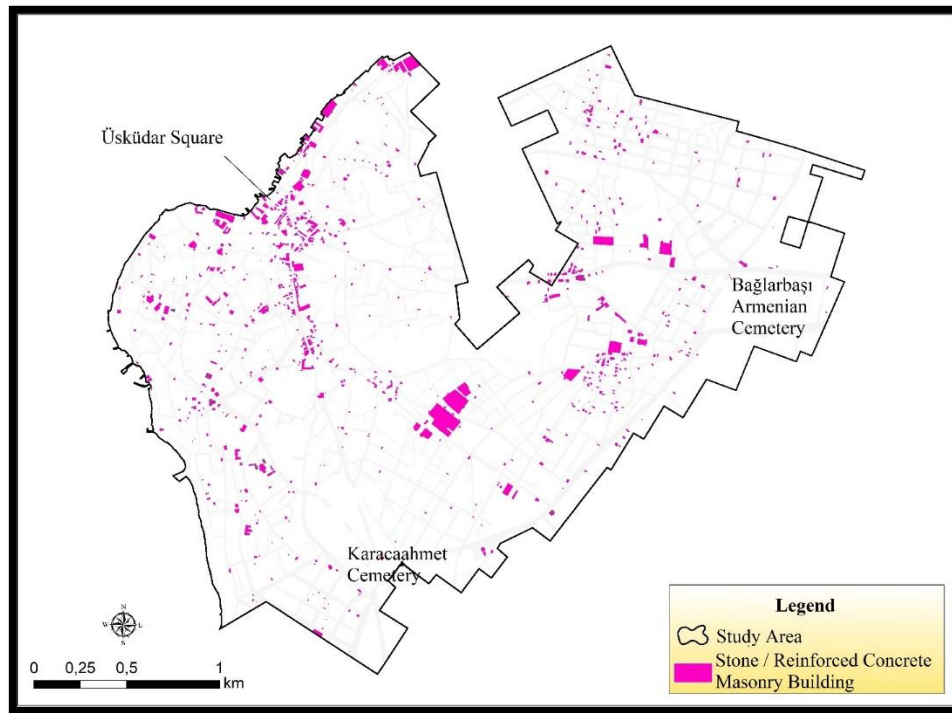 Üsküdar Square
Bağlarbaşı
Armenian
Cemetery
Karacaahmet
Cemetery
N
W
E
S
0 0,25 0,5 1
km
Legend
Study Area
Stone / Reinforced Concrete
Masonry Building